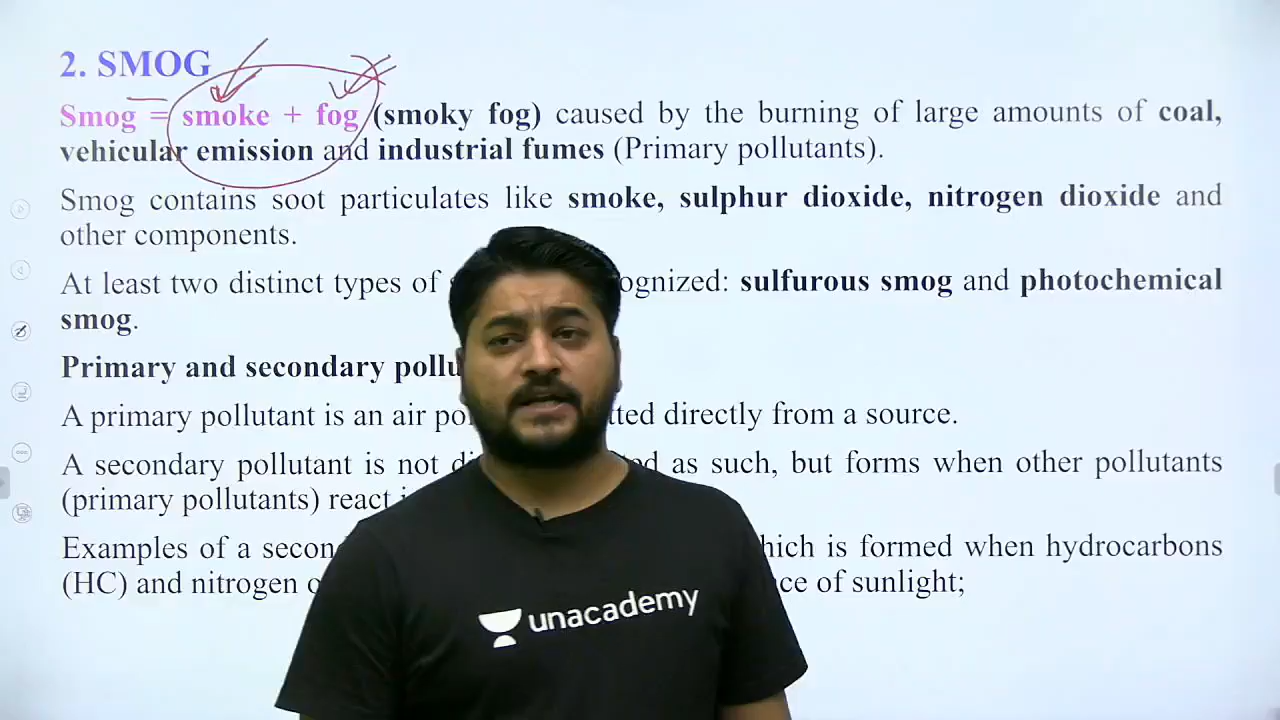 2. SMOG
Smog = smoke + fog (smoky fog) caused by the burning of large amounts of coal,
vehicular emission and industrial fumes (Primary pollutants).
Smog contains soot particulates like smoke, sulphur dioxide, nitrogen dioxide and
other components.
At least two distinct types of ognized: sulfurous smog and photochemical
smog.
Primary and secondary pollu
A primary pollutant is an air po tted directly from a source.
A secondary pollutant is not di ed as such, but forms when other pollutants
(primary pollutants) react i
Examples of a secon hich is formed when hydrocarbons
(HC) and nitrogen o ce of sunlight;
unacademy